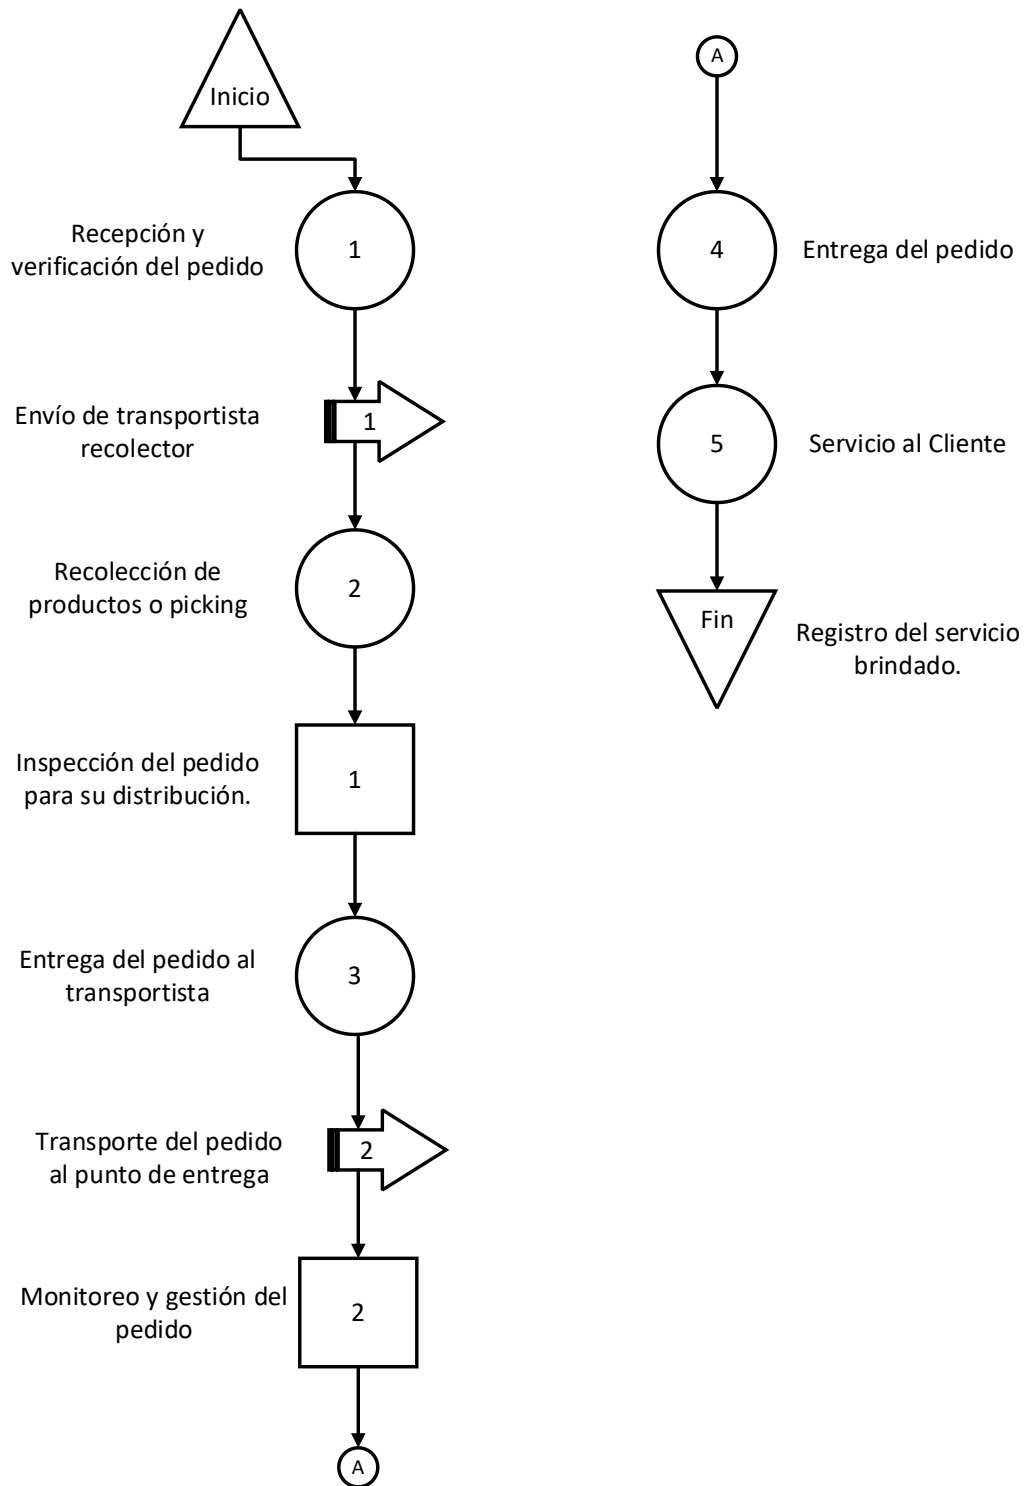 Inicio
Recepción y
verificación del pedido
1
Envío de transportista
recolector
1
Recolección de
productos o picking
2
Inspección del pedido
para su distribución.
1
Entrega del pedido al
transportista
3
Transporte del pedido
al punto de entrega
2
Monitoreo y gestión del
pedido
2
A
A
4
Entrega del pedido
5
Servicio al Cliente
Fin
Registro del servicio
brindado.